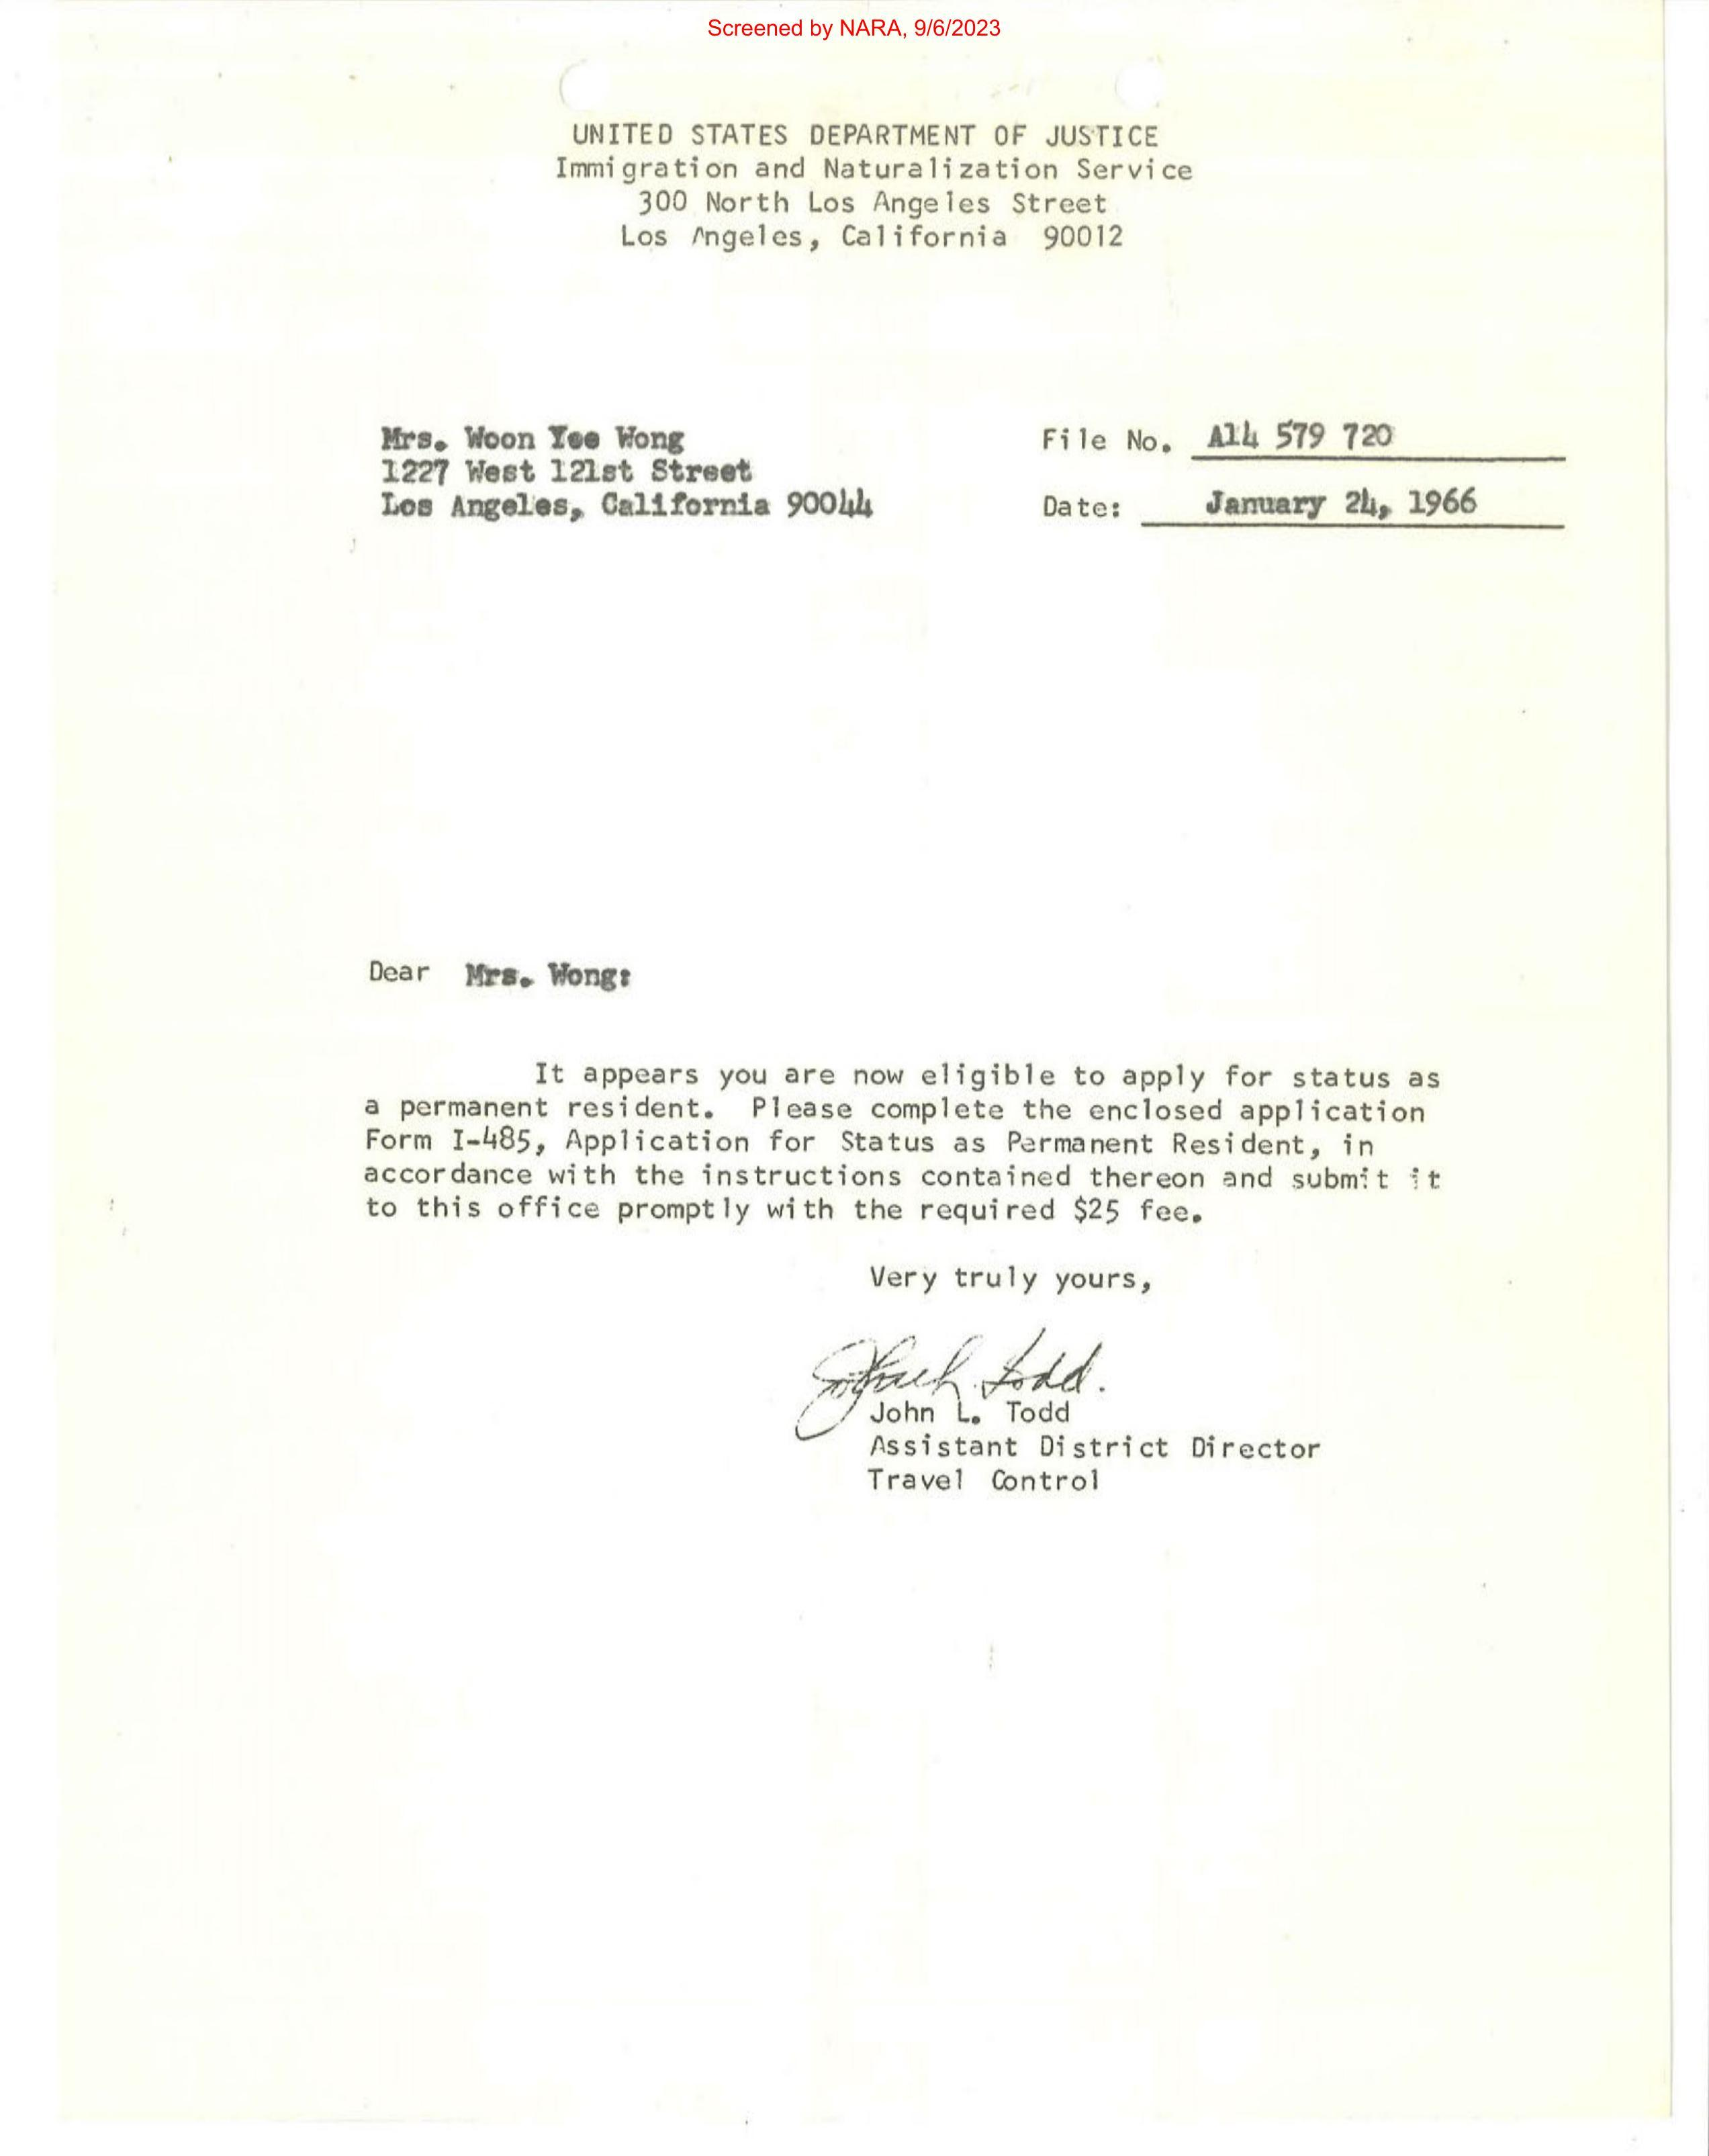 Screened by NARA, 9/6/2023
UNITED STATES DEPARTMENT OF JUSTICE
Immigration and Naturalization Service
300 North Los Angeles Street
Los Angeles, California 90012
Mrs. Woon Yee Wong
1227 West 121st Street
Los Angeles, California 90044
File No. A14 579 720
Date: January 24, 1966
Dear Mrs. Wong:
It appears you are now eligible to apply for status as
a permanent resident. Please complete the enclosed application
Form I-485, Application for Status as Permanent Resident, in
accordance with the instructions contained thereon and submit it
to this office promptly with the required $25 fee.
Very truly yours,
Todd.
John L. Todd
Assistant District Director
Travel Control